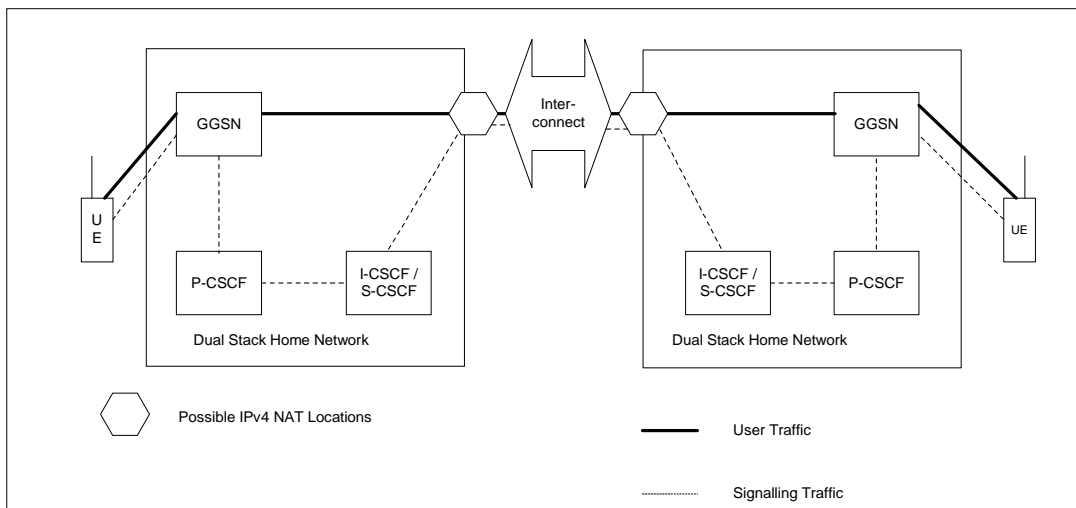 Inter-
connect
GGSN
GGSN
U
E
UE
P-CSCF
I-CSCF /
S-CSCF
I-CSCF /
S-CSCF
P-CSCF
Dual Stack Home Network
Dual Stack Home Network
Possible IPv4 NAT Locations
User Traffic
Signalling Traffic